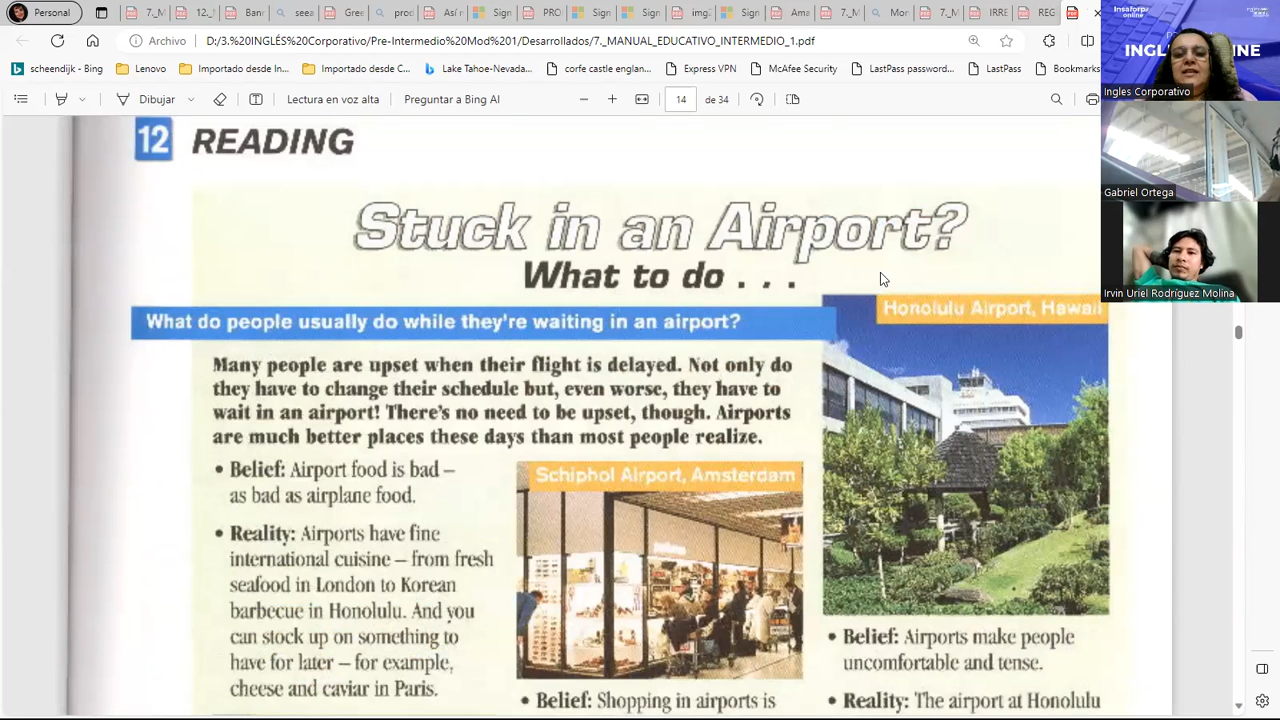 Personal
Archivo
D:/3.%20INGLÉS%20Corporativo/Pre-Intermedio%20Mod%201/Desarrollados/7._MANUAL_EDUCATIVO_INTERMEDIO_1.pdf
scheendijk - Bing
Lenovo
Importado desde In...
Importado desde...
Lake
corfe castle englan...
Express VPN
McAfee Security
LastPass password...
LastPass
Bookmarks
Dibujar
Lectura en voz alta
Preguntar a Bing AI
14
de 34
Insaforp
online
Ingles Corporativo
Gabriel Ortega
Irvin Uriel Rodríguez Molina
12 READING
Stuck in an Airport?
What to do . . .
What do people usually do while they're waiting in an airport?
Honolulu Airport, Hawaii
Many people are upset when their flight is delayed. Not only do
they have to change their schedule but, even worse, they have to
wait in an airport! There's no need to be upset, though. Airports
are much better places these days than most people realize.
• Belief: Airport food is bad –
as bad as airplane food.
• Reality: Airports have fine
international cuisine – from fresh
seafood in London to Korean
barbecue in Honolulu. And you
can stock up on something to
have for later – for example,
cheese and caviar in Paris.
Schiphol Airport, Amsterdam
• Belief: Shopping in airports is
• Belief: Airports make people
uncomfortable and tense.
• Reality: The airport at Honolulu